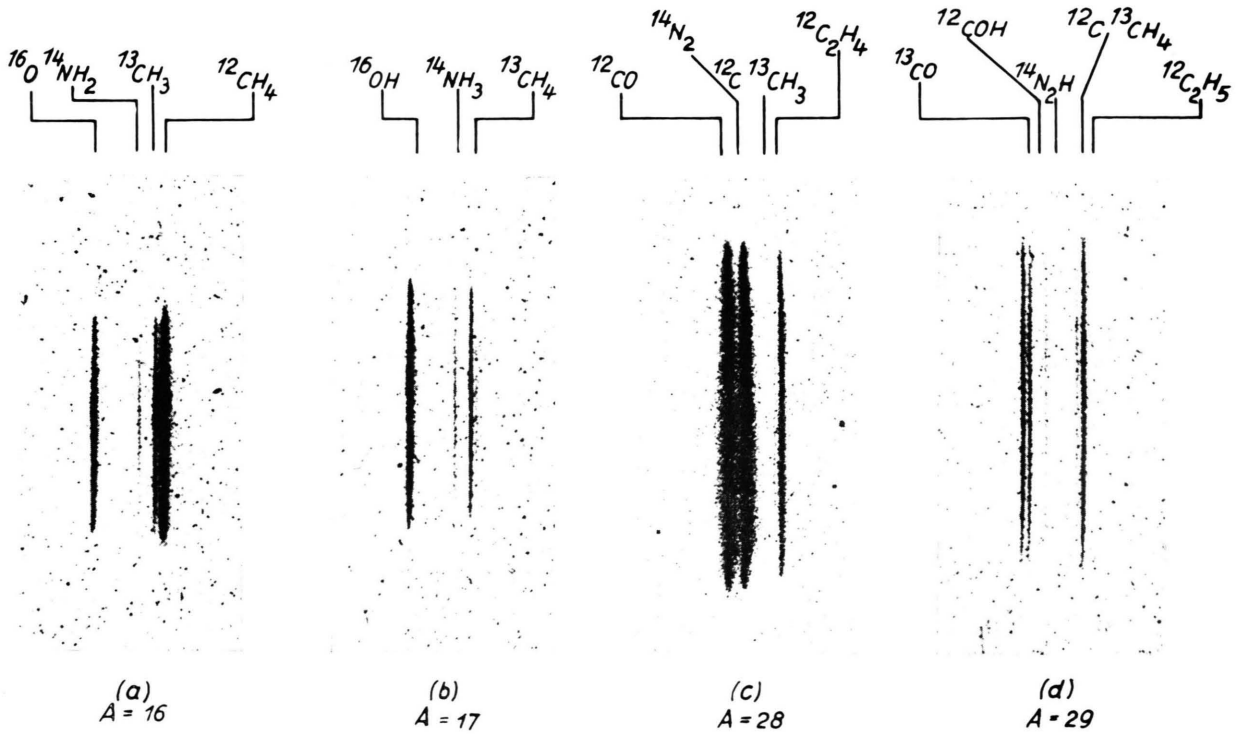 ¹⁶O ¹⁴NH₂ ¹³CH₃ ¹²CH₄
¹⁶OH ¹⁴NH₃ ¹³CH₄
¹²CO ¹⁴N₂ ¹²C ¹³CH₃ ¹²C₂H₄
¹³CO ¹²COH ¹⁴N₂H ¹²C ¹³CH₄ ¹²C₂H₅
(a)
A = 16
(b)
A = 17
(c)
A = 28
(d)
A = 29